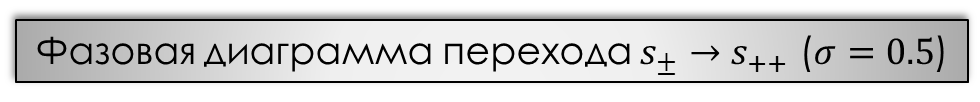 Фазовая диаграмма перехода s± → s₊₊ (σ = 0.5)